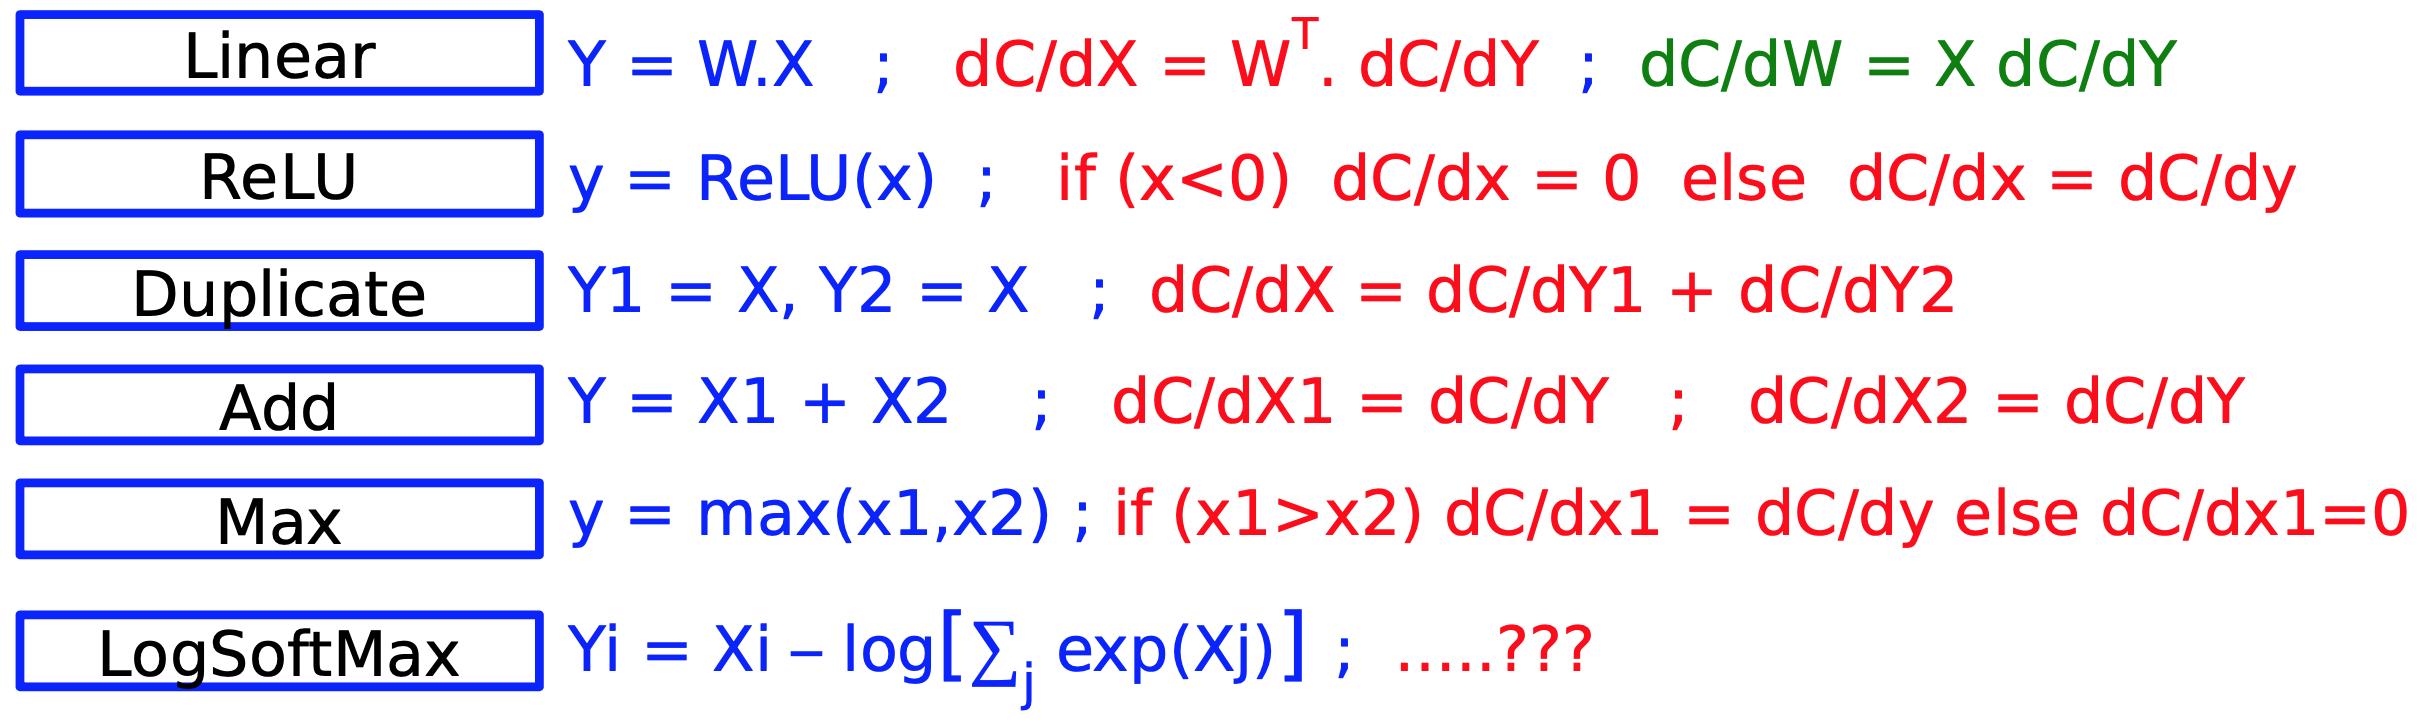 Linear Y = W.X ; dC/dX = Wᵀ. dC/dY ; dC/dW = X dC/dY
ReLU y = ReLU(x) ; if (x<0) dC/dx = 0 else dC/dx = dC/dy
Duplicate Y1 = X, Y2 = X ; dC/dX = dC/dY1 + dC/dY2
Add Y = X1 + X2 ; dC/dX1 = dC/dY ; dC/dX2 = dC/dY
Max y = max(x1,x2) ; if (x1>x2) dC/dx1 = dC/dy else dC/dx1=0
LogSoftMax Yi = Xi – log[∑j exp(Xj)] ; .....???